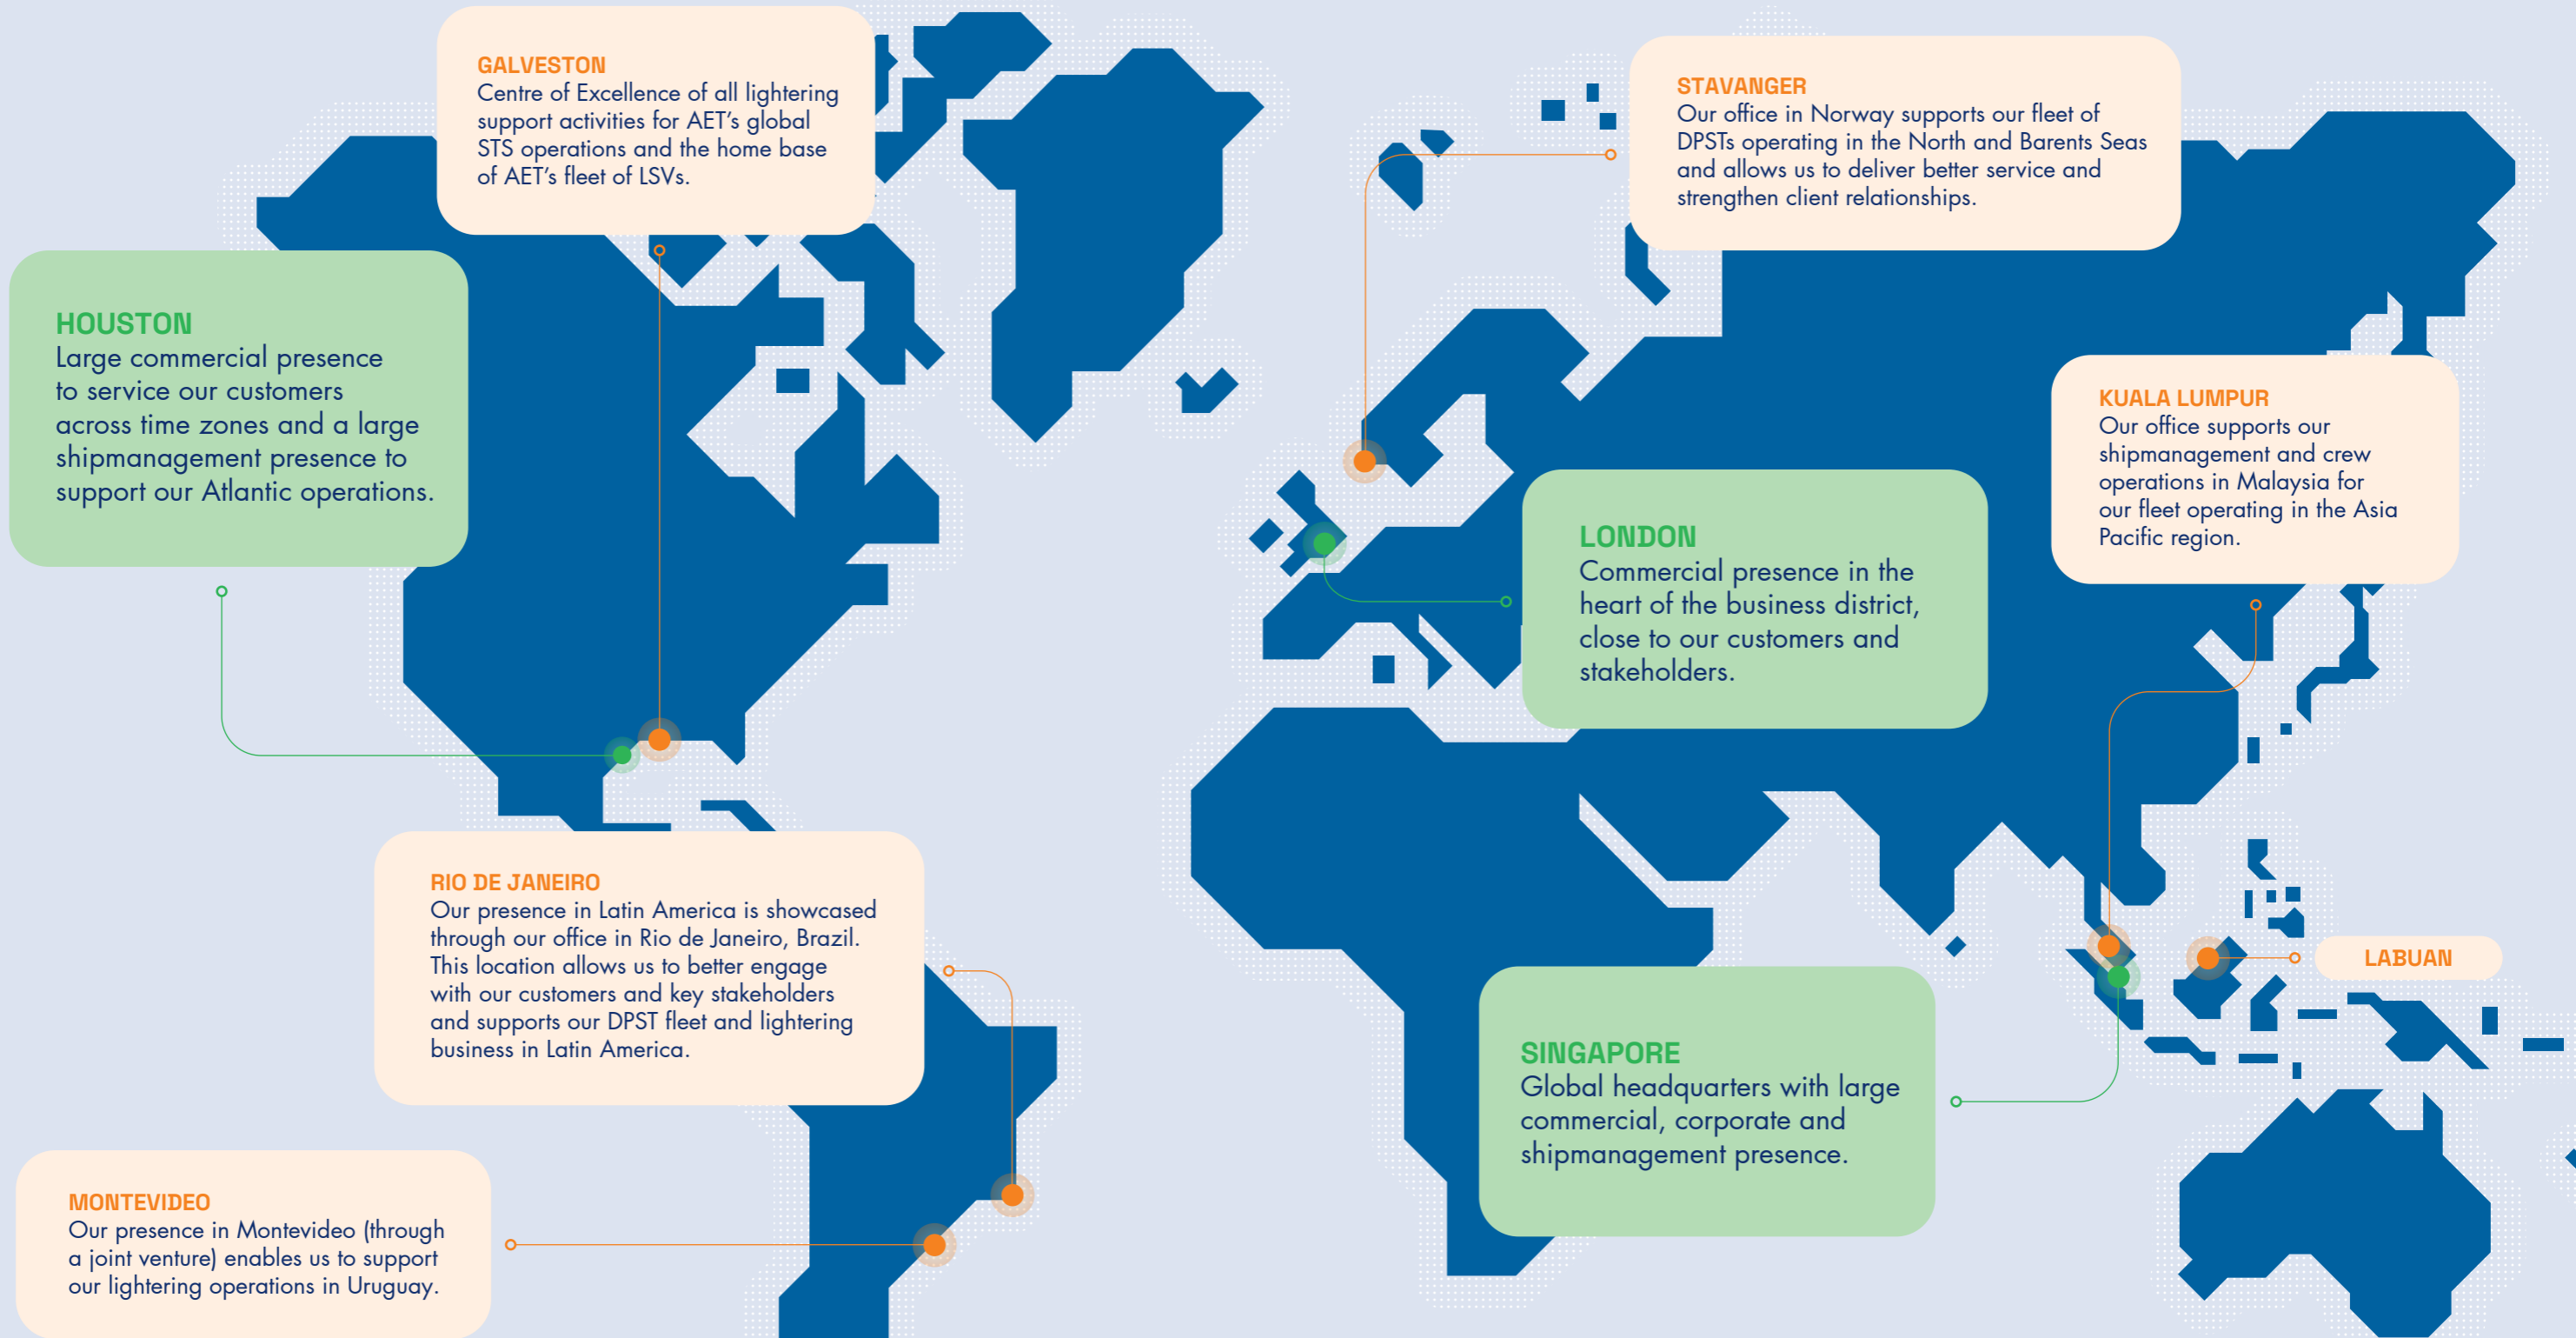 GALVESTON
Centre of Excellence of all lightering
support activities for AET's global
STS operations and the home base
of AET's fleet of LSVs.
STAVANGER
Our office in Norway supports our fleet of
DPSTs operating in the North and Barents Seas
and allows us to deliver better service and
strengthen client relationships.
HOUSTON
Large commercial presence
to service our customers
across time zones and a large
shipmanagement presence to
support our Atlantic operations.
KUALA LUMPUR
Our office supports our
shipmanagement and crew
operations in Malaysia for
our fleet operating in the Asia
Pacific region.
LONDON
Commercial presence in the
heart of the business district,
close to our customers and
stakeholders.
RIO DE JANEIRO
Our presence in Latin America is showcased
through our office in Rio de Janeiro, Brazil.
This location allows us to better engage
with our customers and key stakeholders
and supports our DPST fleet and lightering
business in Latin America.
LABUAN
SINGAPORE
Global headquarters with large
commercial, corporate and
shipmanagement presence.
MONTEVIDEO
Our presence in Montevideo (through
a joint venture) enables us to support
our lightering operations in Uruguay.